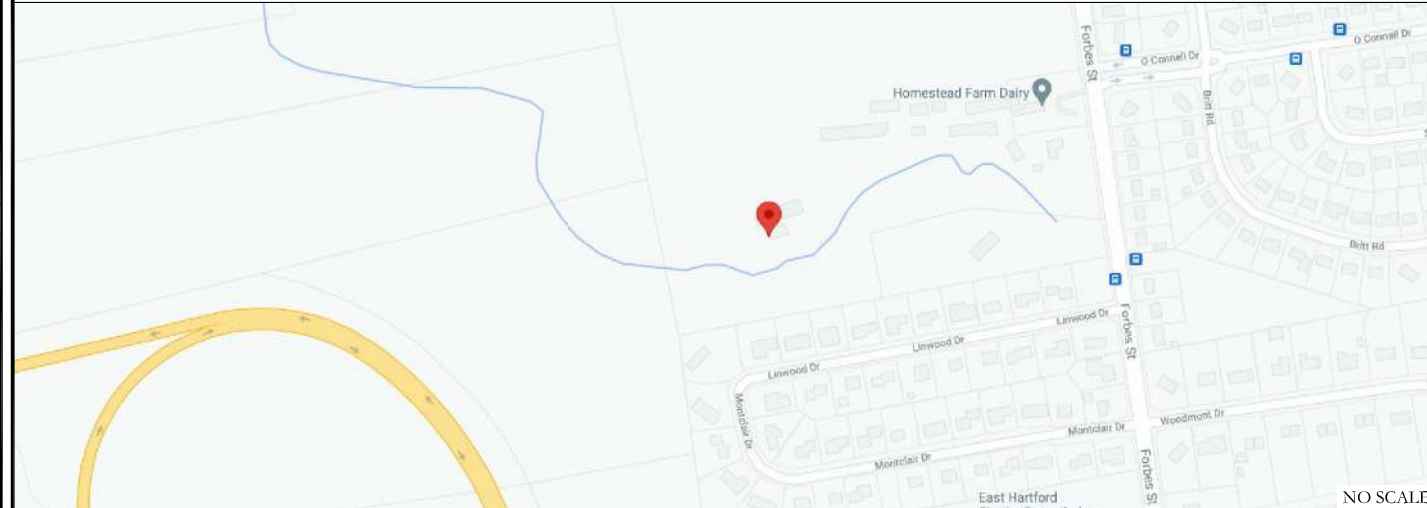 Forbes St
O Connell Dr
O Connell Dr
Homestead Farm Dairy
Britt Rd
Britt Rd
Forbes St
Linwood Dr
Linwood Dr
Linwood Dr
Montclair Dr
Woodmont Dr
Montclair Dr
Montclair Dr
Forbes St
East Hartford
NO SCALE